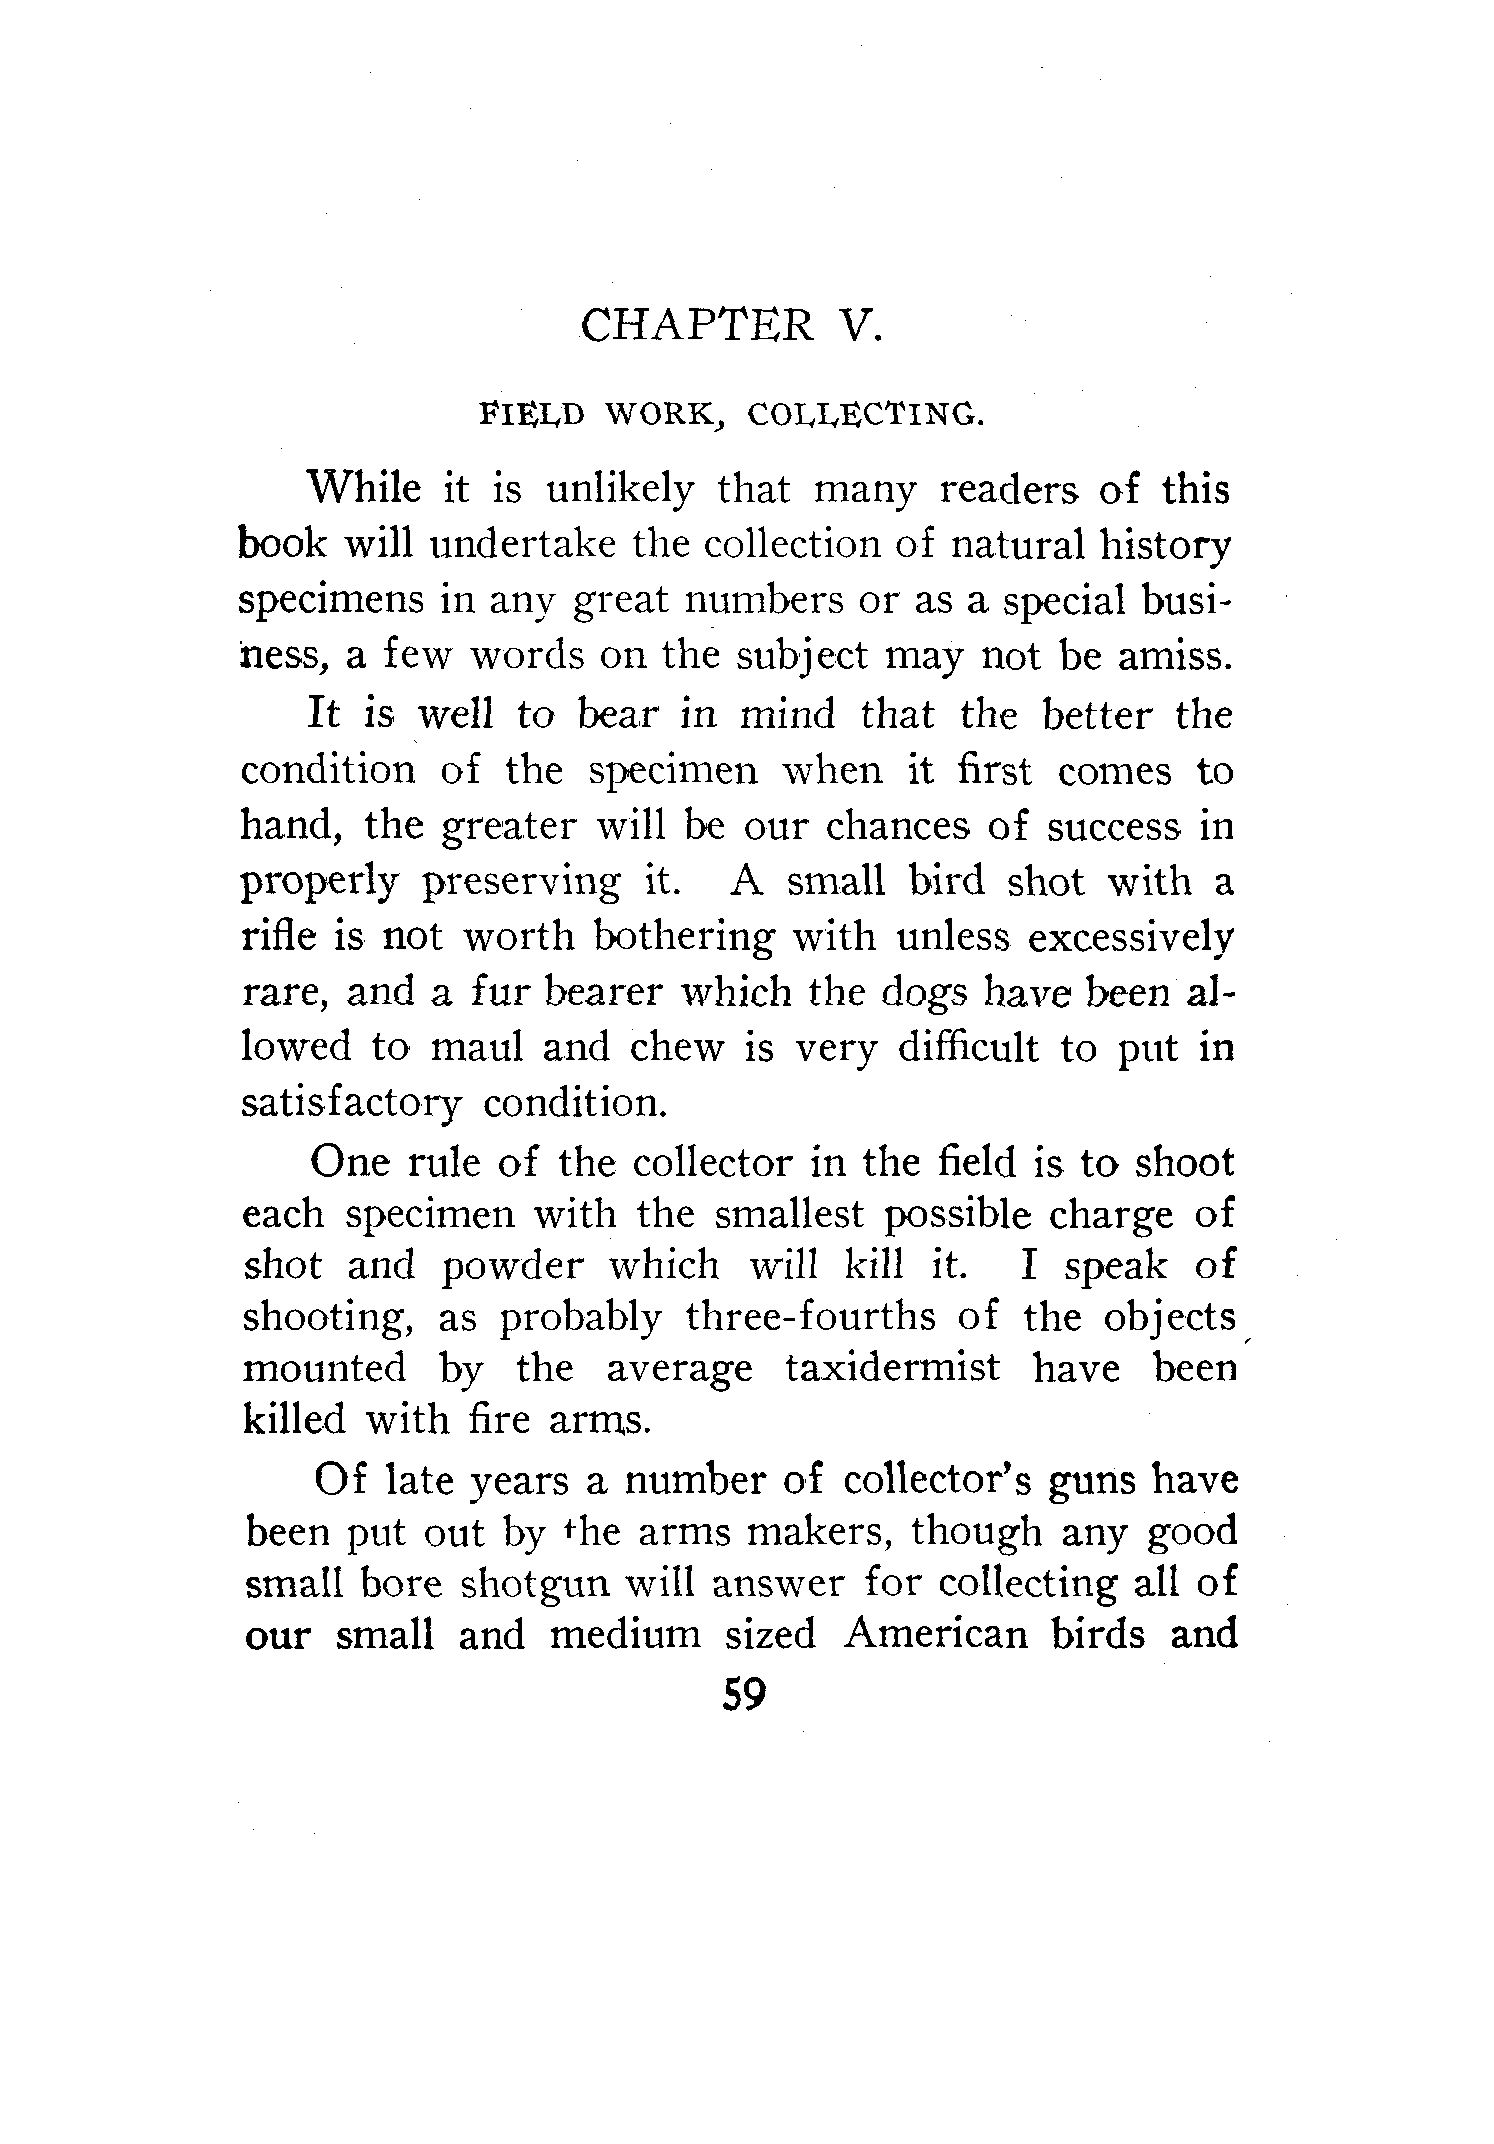 CHAPTER V.
FIELD WORK, COLLECTING.
While it is unlikely that many readers of this
book will undertake the collection of natural history
specimens in any great numbers or as a special busi-
ness, a few words on the subject may not be amiss.
It is well to bear in mind that the better the
condition of the specimen when it first comes to
hand, the greater will be our chances of success in
properly preserving it. A small bird shot with a
rifle is not worth bothering with unless excessively
rare, and a fur bearer which the dogs have been al-
lowed to maul and chew is very difficult to put in
satisfactory condition.
One rule of the collector in the field is to shoot
each specimen with the smallest possible charge of
shot and powder which will kill it. I speak of
shooting, as probably three-fourths of the objects
mounted by the average taxidermist have been
killed with fire arms.
Of late years a number of collector's guns have
been put out by the arms makers, though any good
small bore shotgun will answer for collecting all of
our small and medium sized American birds and
59